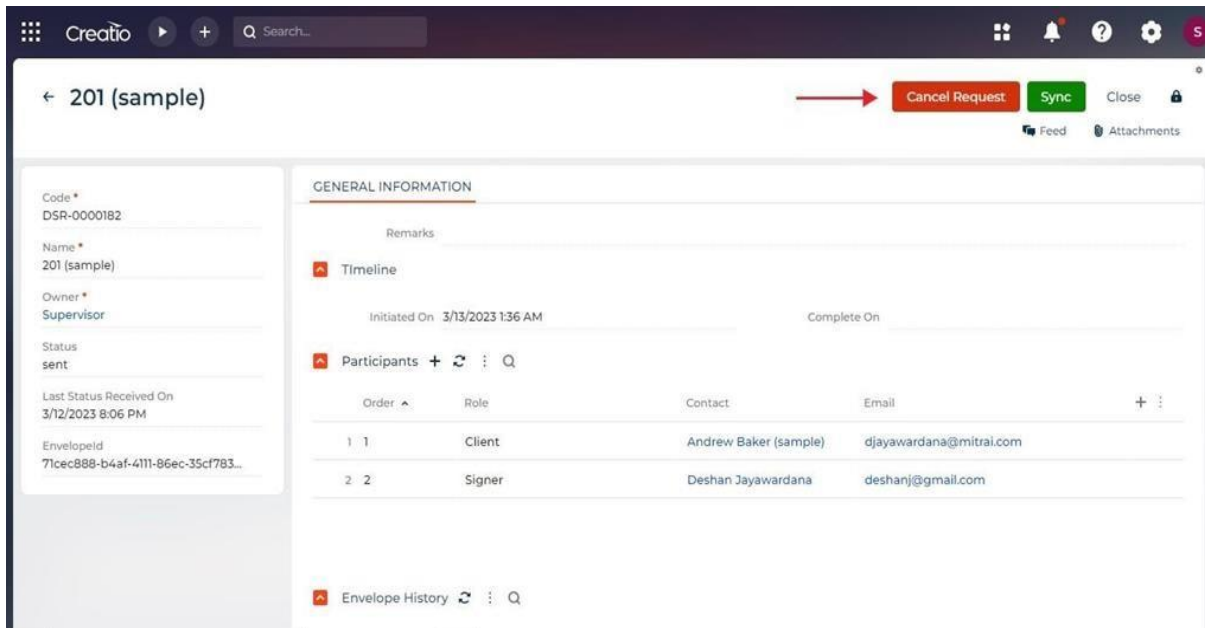 Creatio
Search...
S
201 (sample)
Cancel Request Sync Close
Feed Attachments
Code *
DSR-0000182
Name *
201 (sample)
Owner *
Supervisor
Status
sent
Last Status Received On
3/12/2023 8:06 PM
EnvelopeId
71cec888-b4af-4111-86ec-35cf783...
GENERAL INFORMATION
Remarks
TImeline
Initiated On 3/13/2023 1:36 AM Complete On
Participants
Order Role Contact Email
1 1 Client Andrew Baker (sample) djayawardana@mitrai.com
2 2 Signer Deshan Jayawardana deshanj@gmail.com
Envelope History